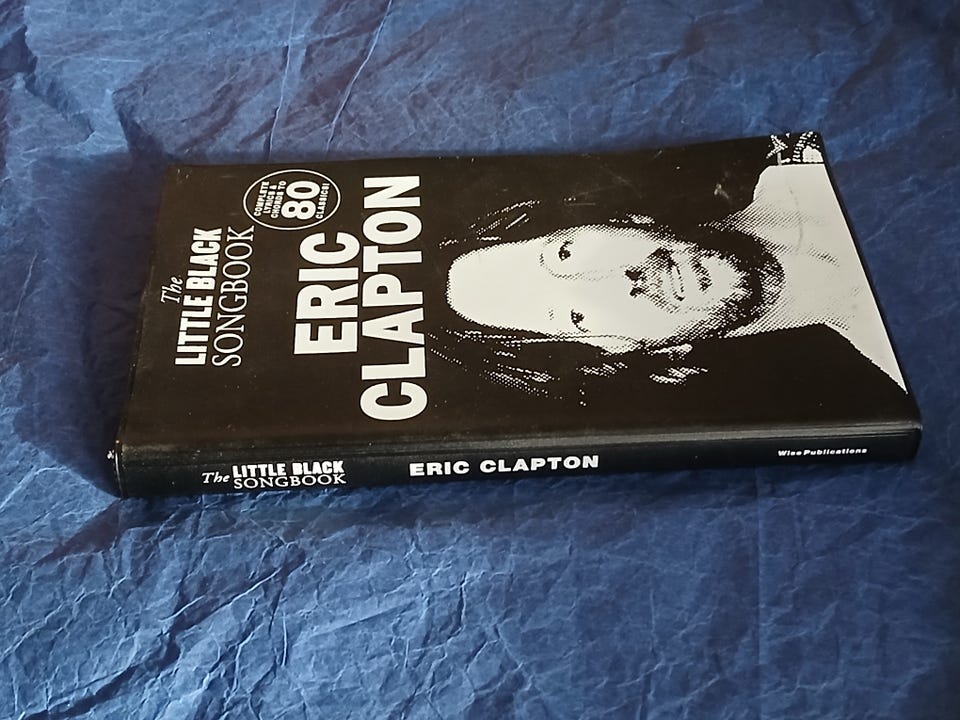 The
LITTLE BLACK
SONGBOOK
COMPLETE
LYRICS &
CHORDS TO
80
CLASSICS!
ERIC
CLAPTON
The LITTLE BLACK
SONGBOOK
ERIC CLAPTON
Wise Publications